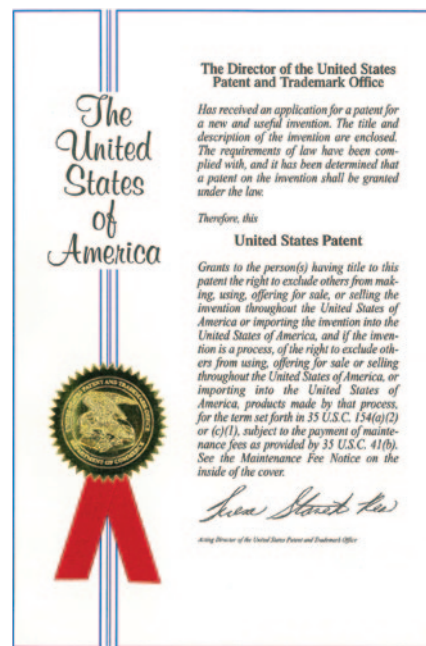 The
United
States
of
America
The Director of the United States
Patent and Trademark Office
Has received an application for a patent for
a new and useful invention. The title and
description of the invention are enclosed.
The requirements of law have been com-
plied with, and it has been determined that
a patent on the invention shall be granted
under the law.
Therefore, this
United States Patent
Grants to the person(s) having title to this
patent the right to exclude others from mak-
ing, using, offering for sale, or selling the
invention throughout the United States of
America or importing the invention into the
United States of America, and if the inven-
tion is a process, of the right to exclude oth-
ers from using, offering for sale or selling
throughout the United States of America, or
importing into the United States of
America, products made by that process,
for the term set forth in 35 U.S.C. 154(a)(2)
or (c)(1), subject to the payment of mainte-
nance fees as provided by 35 U.S.C. 41(b).
See the Maintenance Fee Notice on the
inside of the cover.
Acting Director of the United States Patent and Trademark Office